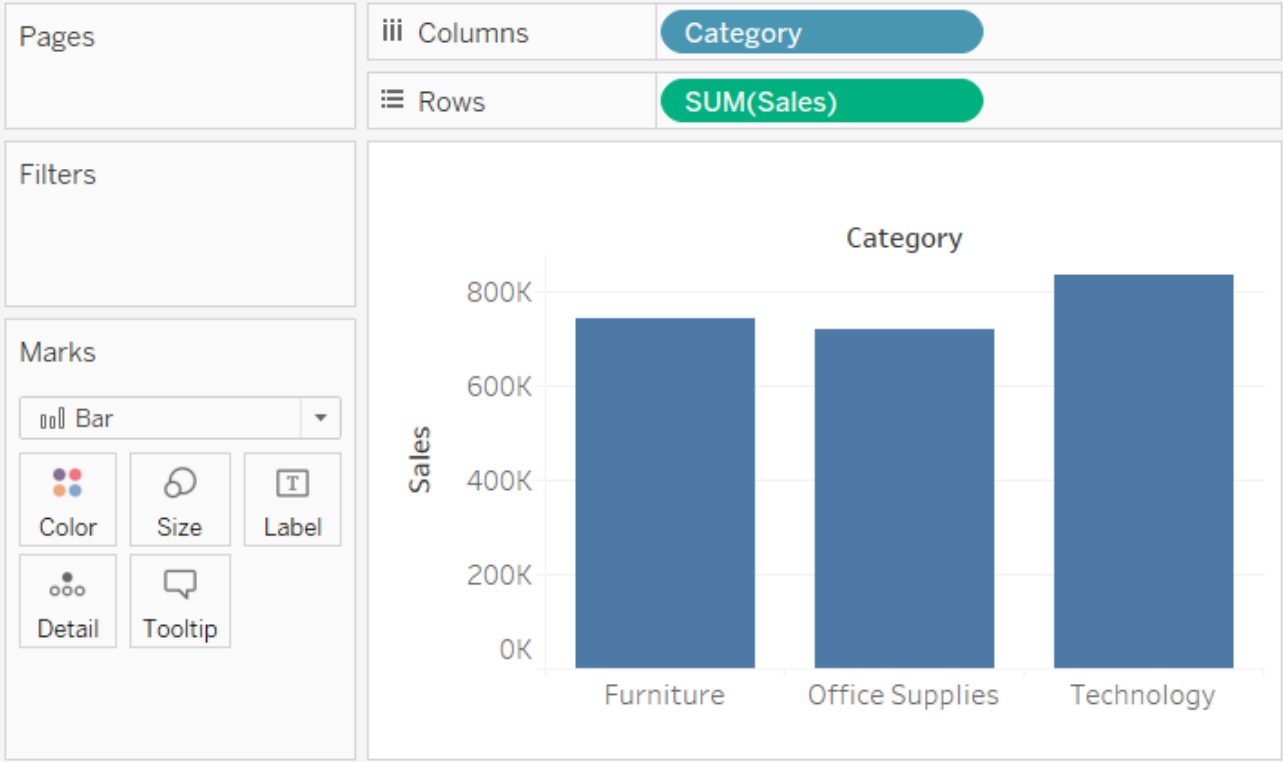 Pages
Columns
Category
Rows
SUM(Sales)
Filters
Marks
Bar
Color
Size
T
Label
Detail
Tooltip
Category
Sales
800K
600K
400K
200K
0K
Furniture
Office Supplies
Technology